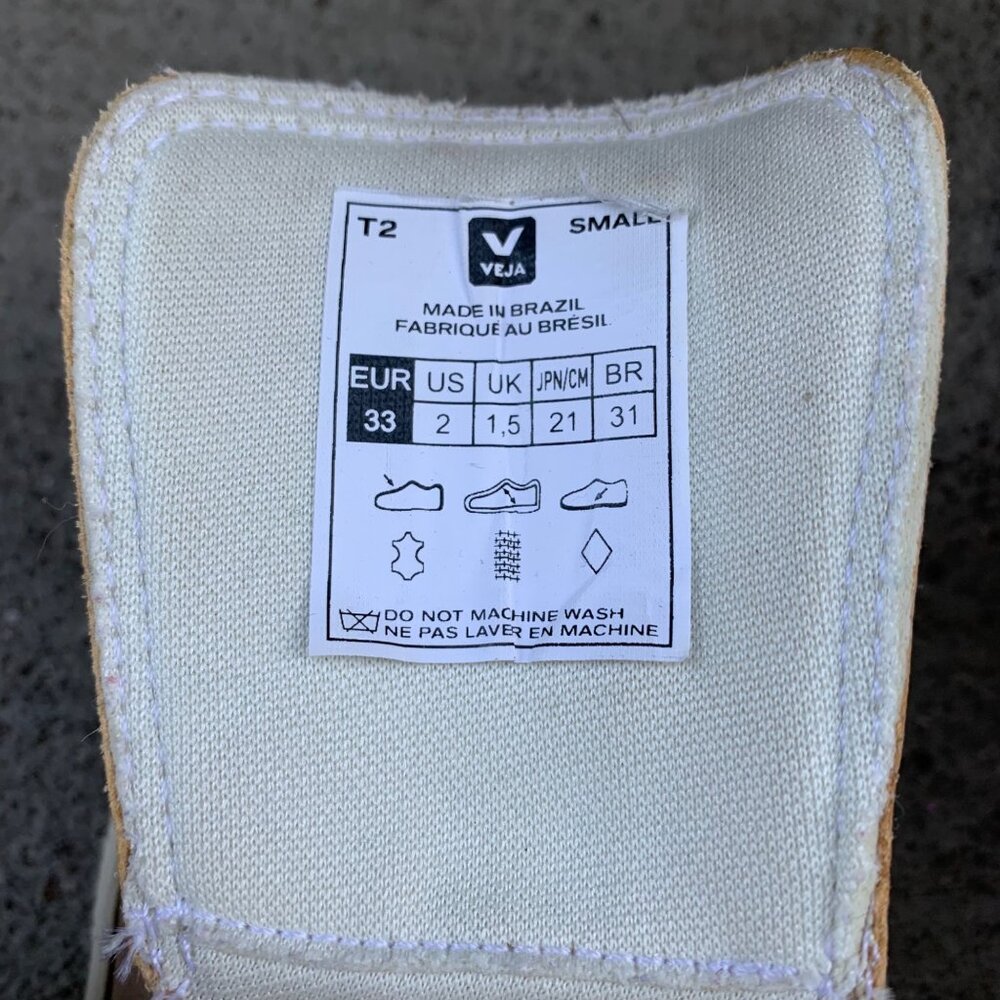 T2
V
VEJA
SMALL
MADE IN BRAZIL
FABRIQUÉ AU BRÉSIL
EUR US UK JPN/CM BR
33 2 1,5 21 31
DO NOT MACHINE WASH
NE PAS LAVER EN MACHINE